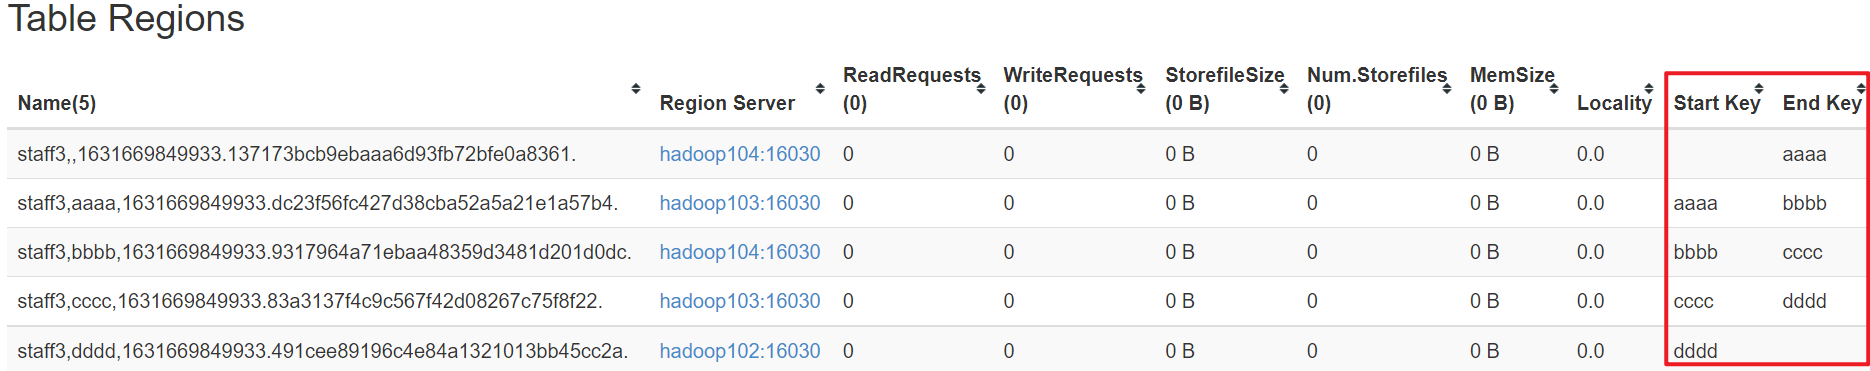 Table Regions
Name(5) Region Server ReadRequests (0) WriteRequests (0) StorefileSize (0 B) Num.Storefiles (0) MemSize (0 B) Locality Start Key End Key
staff3,,1631669849933.137173bcb9ebaaa6d93fb72bfe0a8361. hadoop104:16030 0 0 0 B 0 0 B 0.0 aaaa
staff3,aaaa,1631669849933.dc23f56fc427d38cba52a5a21e1a57b4. hadoop103:16030 0 0 0 B 0 0 B 0.0 aaaa bbbb
staff3,bbbb,1631669849933.9317964a71ebaa48359d3481d201d0dc. hadoop104:16030 0 0 0 B 0 0 B 0.0 bbbb cccc
staff3,cccc,1631669849933.83a3137f4c9c567f42d08267c75f8f22. hadoop103:16030 0 0 0 B 0 0 B 0.0 cccc dddd
staff3,dddd,1631669849933.491cee89196c4e84a1321013bb45cc2a. hadoop102:16030 0 0 0 B 0 0 B 0.0 dddd